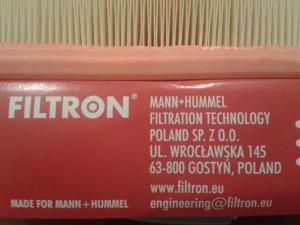 FILTRON®
MANN+HUMMEL
FILTRATION TECHNOLOGY
POLAND SP. Z O.O.
UL. WROCŁAWSKA 145
63-800 GOSTYŃ, POLAND
www.filtron.eu
engineering@filtron.eu
MADE FOR MANN+HUMMEL